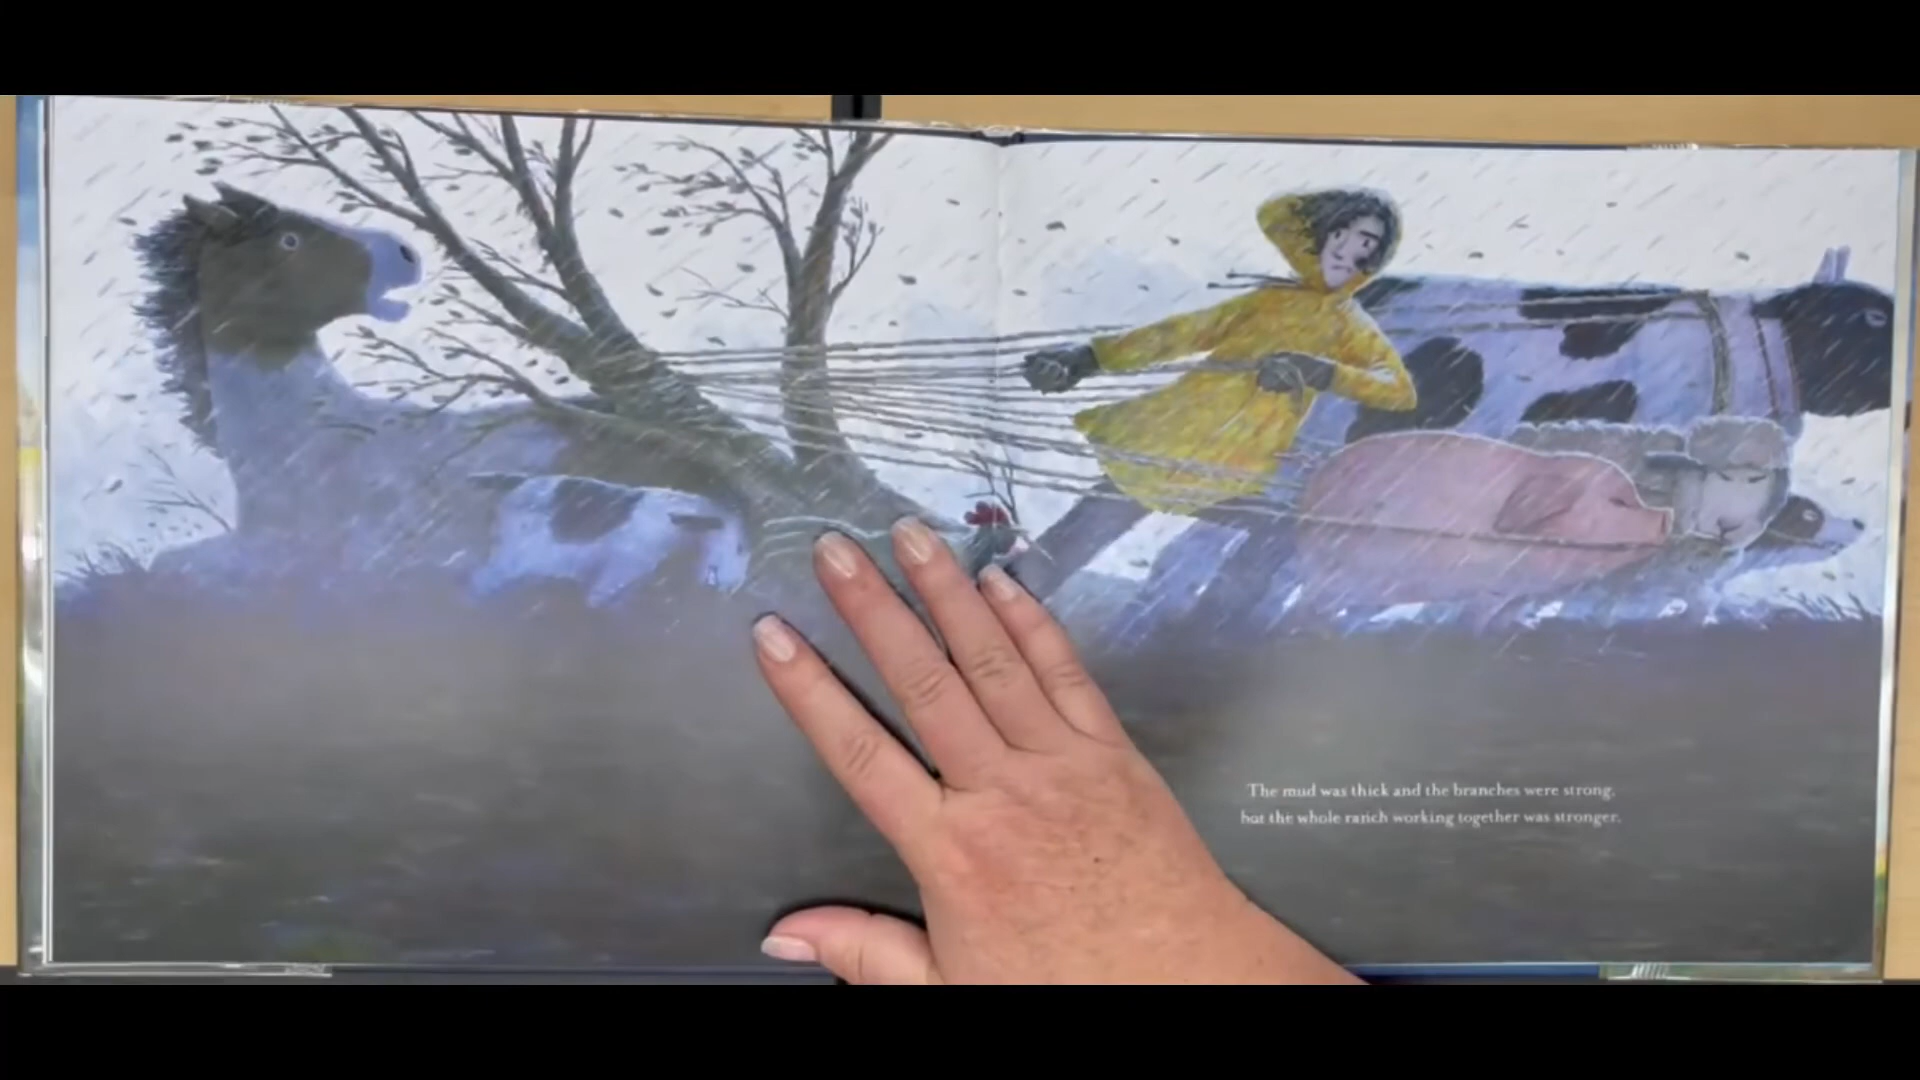 The mud was thick and the branches were strong,
but the whole ranch working together was stronger.